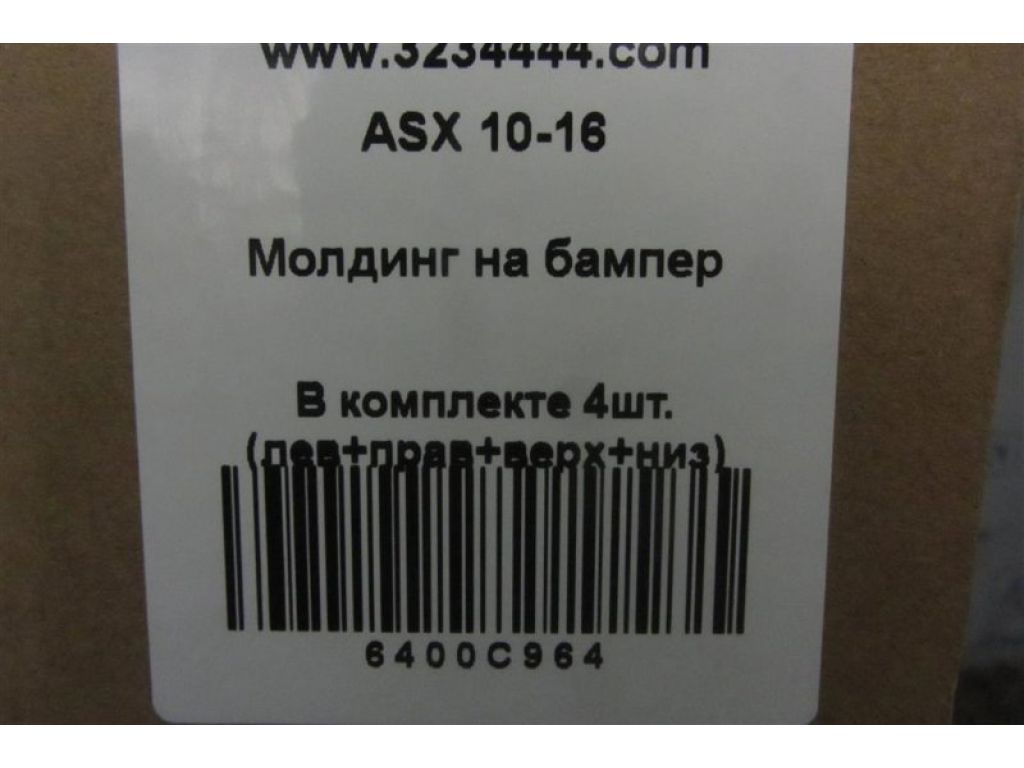 www.3234444.com
ASX 10-16
Молдинг на бампер
В комплекте 4шт.
(лев+прав+верх+низ)
6400C964